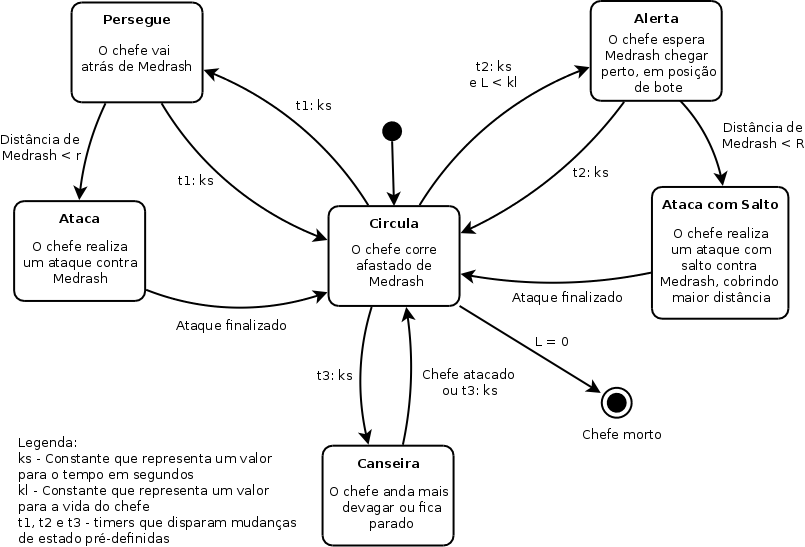 Persegue
O chefe vai
atrás de Medrash
Alerta
O chefe espera
Medrash chegar
perto, em posição
de bote
t2: ks
e L < kl
t1: ks
Distância de
Medrash < r
Distância de
Medrash < R
t1: ks
t2: ks
Ataca
O chefe realiza
um ataque contra
Medrash
Circula
O chefe corre
afastado de
Medrash
Ataca com Salto
O chefe realiza
um ataque com
salto contra
Medrash, cobrindo
maior distância
Ataque finalizado
Ataque finalizado
L = 0
t3: ks
Chefe atacado
ou t3: ks
Chefe morto
Canseira
O chefe anda mais
devagar ou fica
parado
Legenda:
ks - Constante que representa um valor
para o tempo em segundos
kl - Constante que representa um valor
para a vida do chefe
t1, t2 e t3 - timers que disparam mudanças
de estado pré-definidas